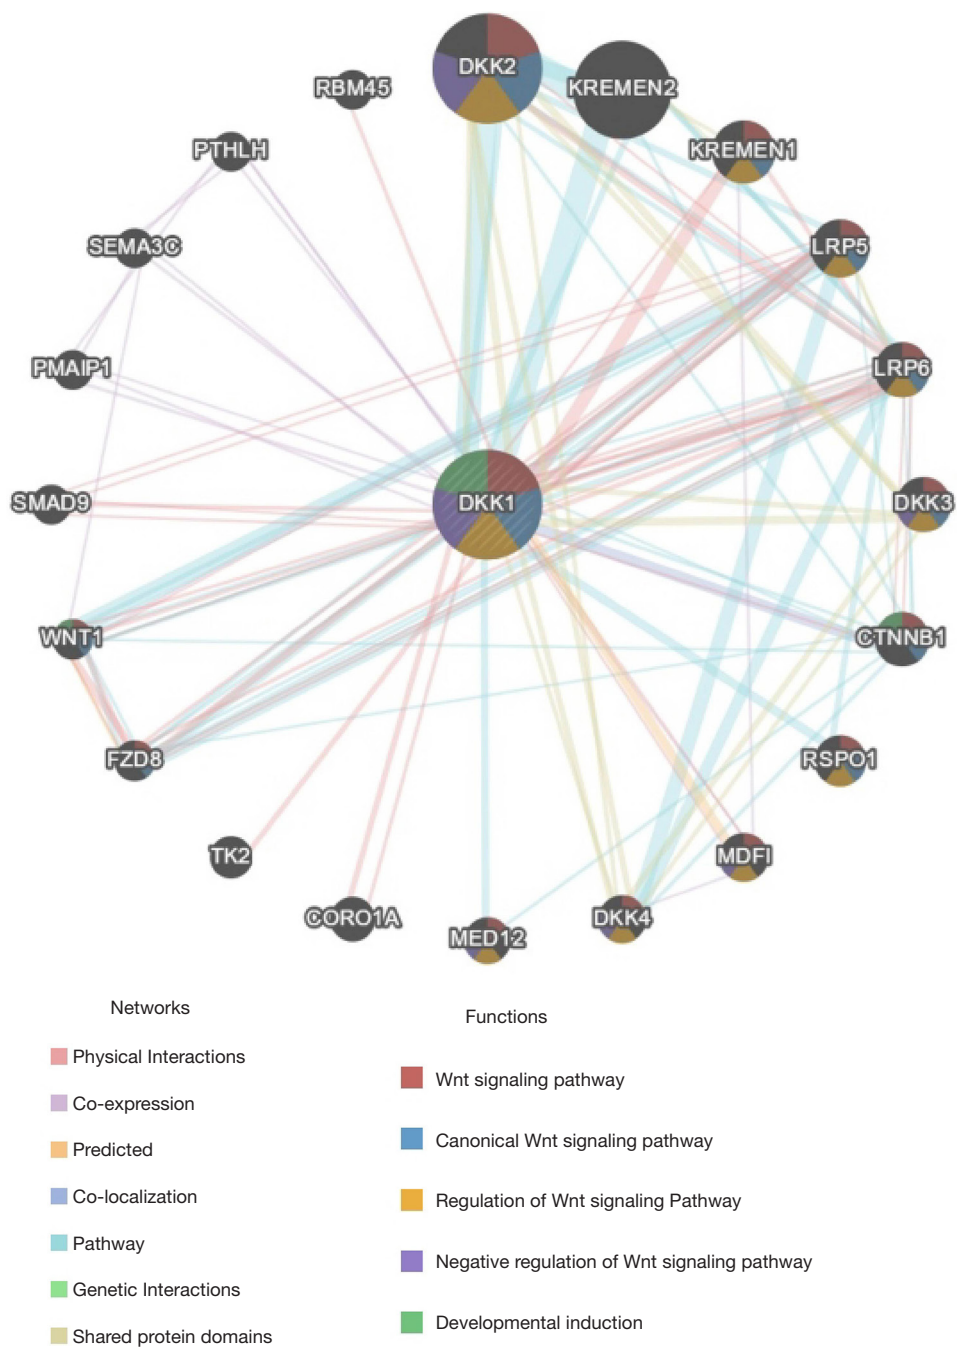 DKK2
KREMEN2
RBM45
KREMEN1
PTHLH
SEMA3C
LRP5
PMAIP1
LRP6
SMAD9
DKK1
DKK3
WNT1
CTNNB1
FZD8
RSPO1
TK2
MDFI
CORO1A
DKK4
MED12
Networks
Physical Interactions
Co-expression
Predicted
Co-localization
Pathway
Genetic Interactions
Shared protein domains
Functions
Wnt signaling pathway
Canonical Wnt signaling pathway
Regulation of Wnt signaling Pathway
Negative regulation of Wnt signaling pathway
Developmental induction